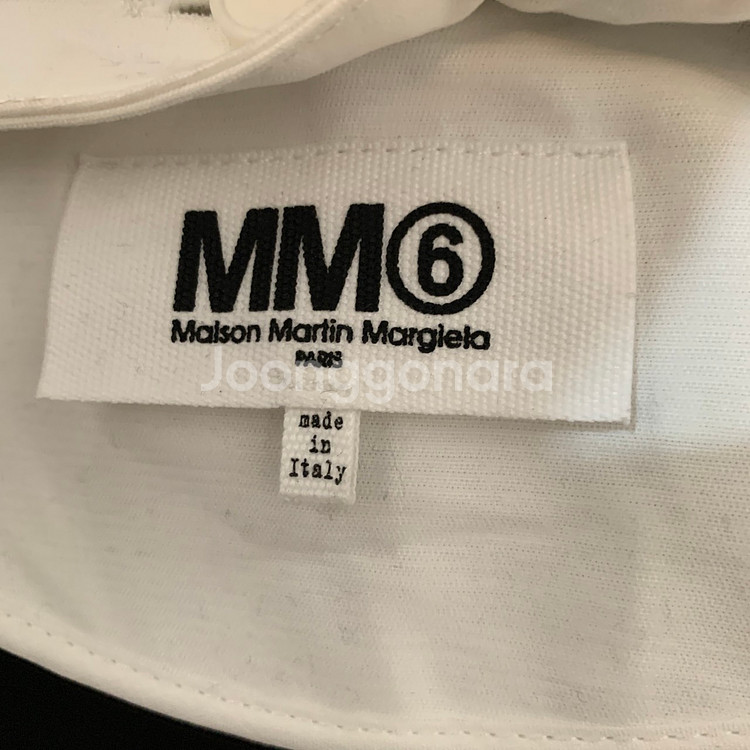 MM⑥
Maison Martin Margiela
PARIS
Joonggonara
made
in
Italy